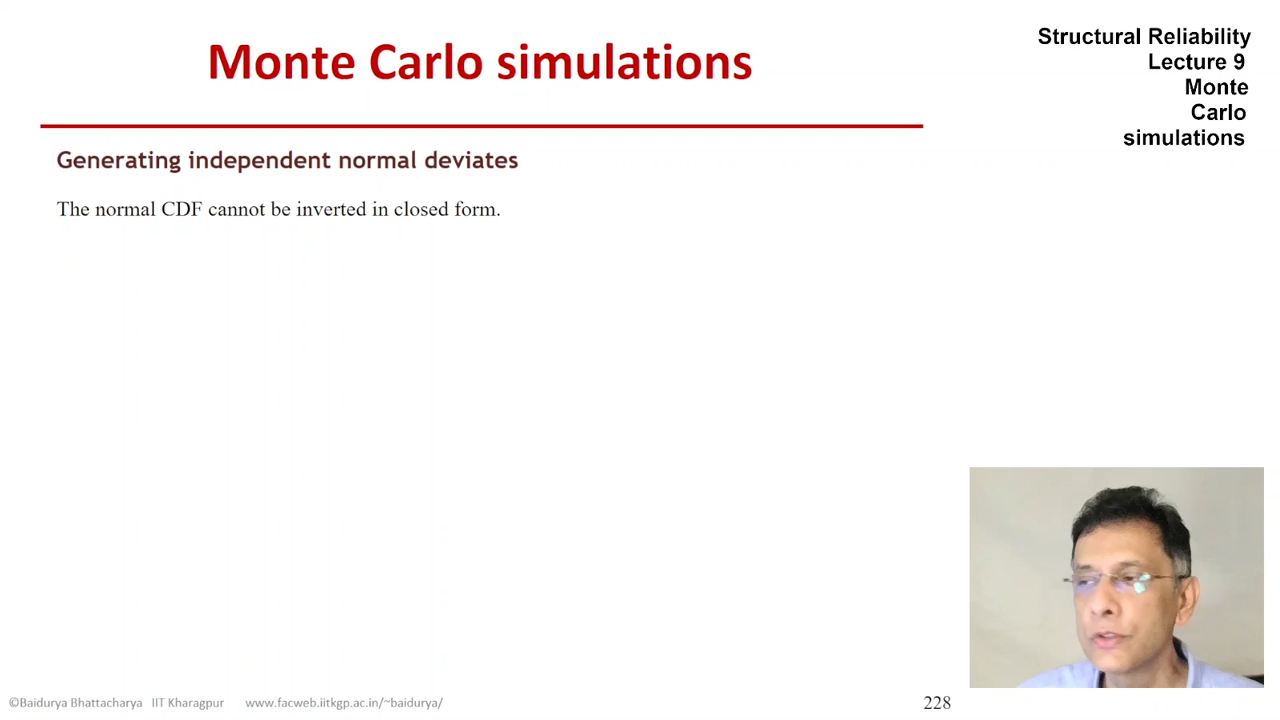 Monte Carlo simulations
Structural Reliability
Lecture 9
Monte
Carlo
simulations
Generating independent normal deviates
The normal CDF cannot be inverted in closed form.
©Baidurya Bhattacharya IIT Kharagpur www.facweb.iitkgp.ac.in/~baidurya/
228